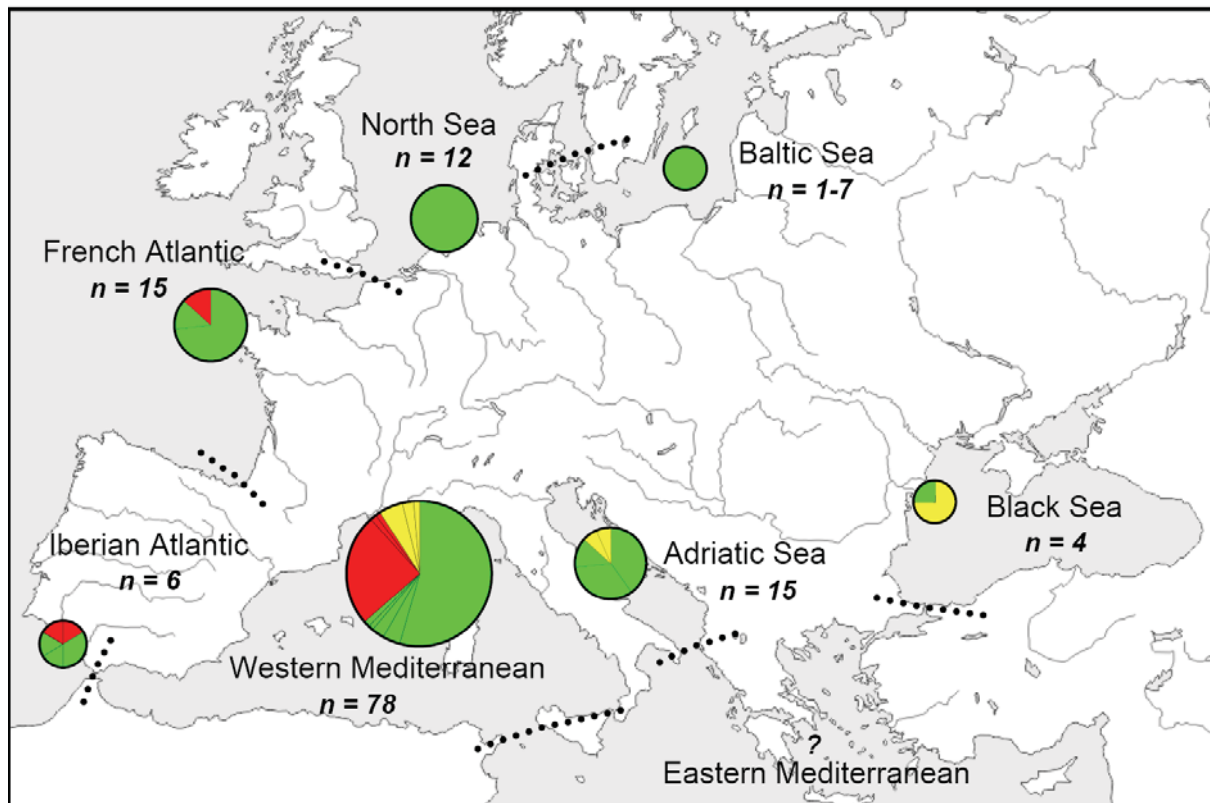 North Sea
n = 12
Baltic Sea
n = 1-7
French Atlantic
n = 15
Iberian Atlantic
n = 6
Black Sea
n = 4
Adriatic Sea
n = 15
Western Mediterranean
n = 78
?
Eastern Mediterranean